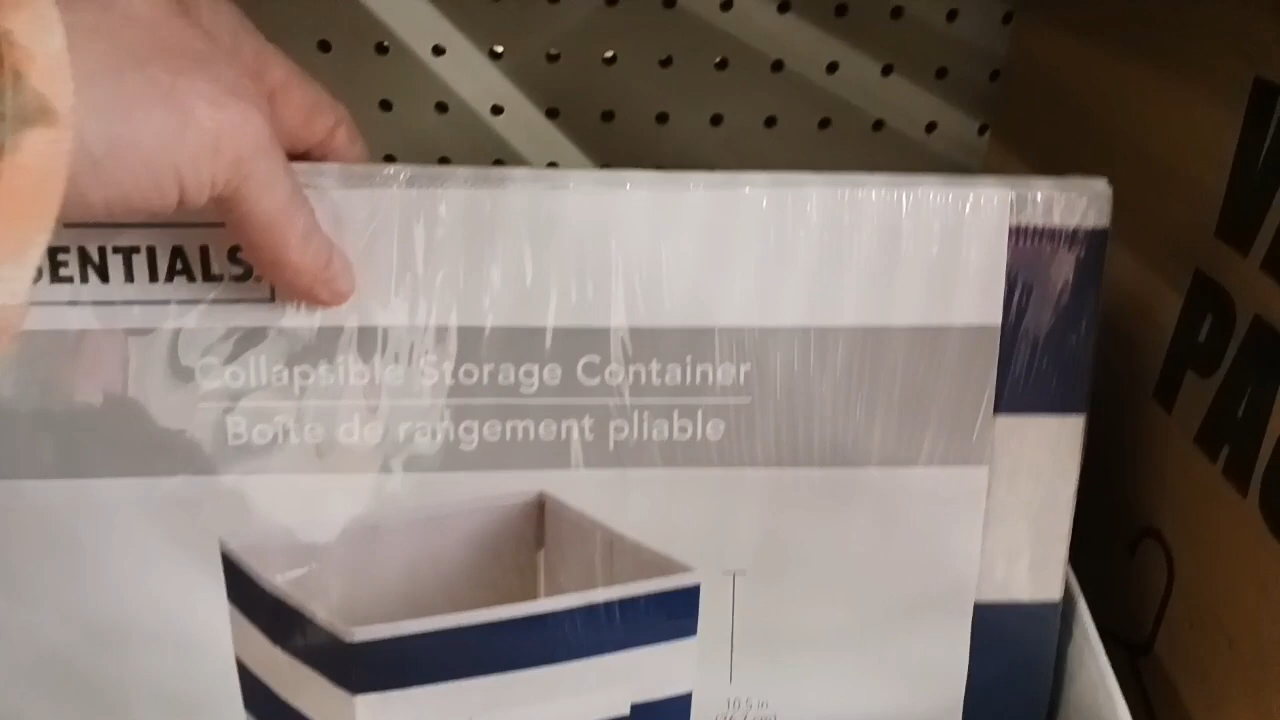 SENTIALS
Collapsible Storage Container
Boîte de rangement pliable
10.5 in